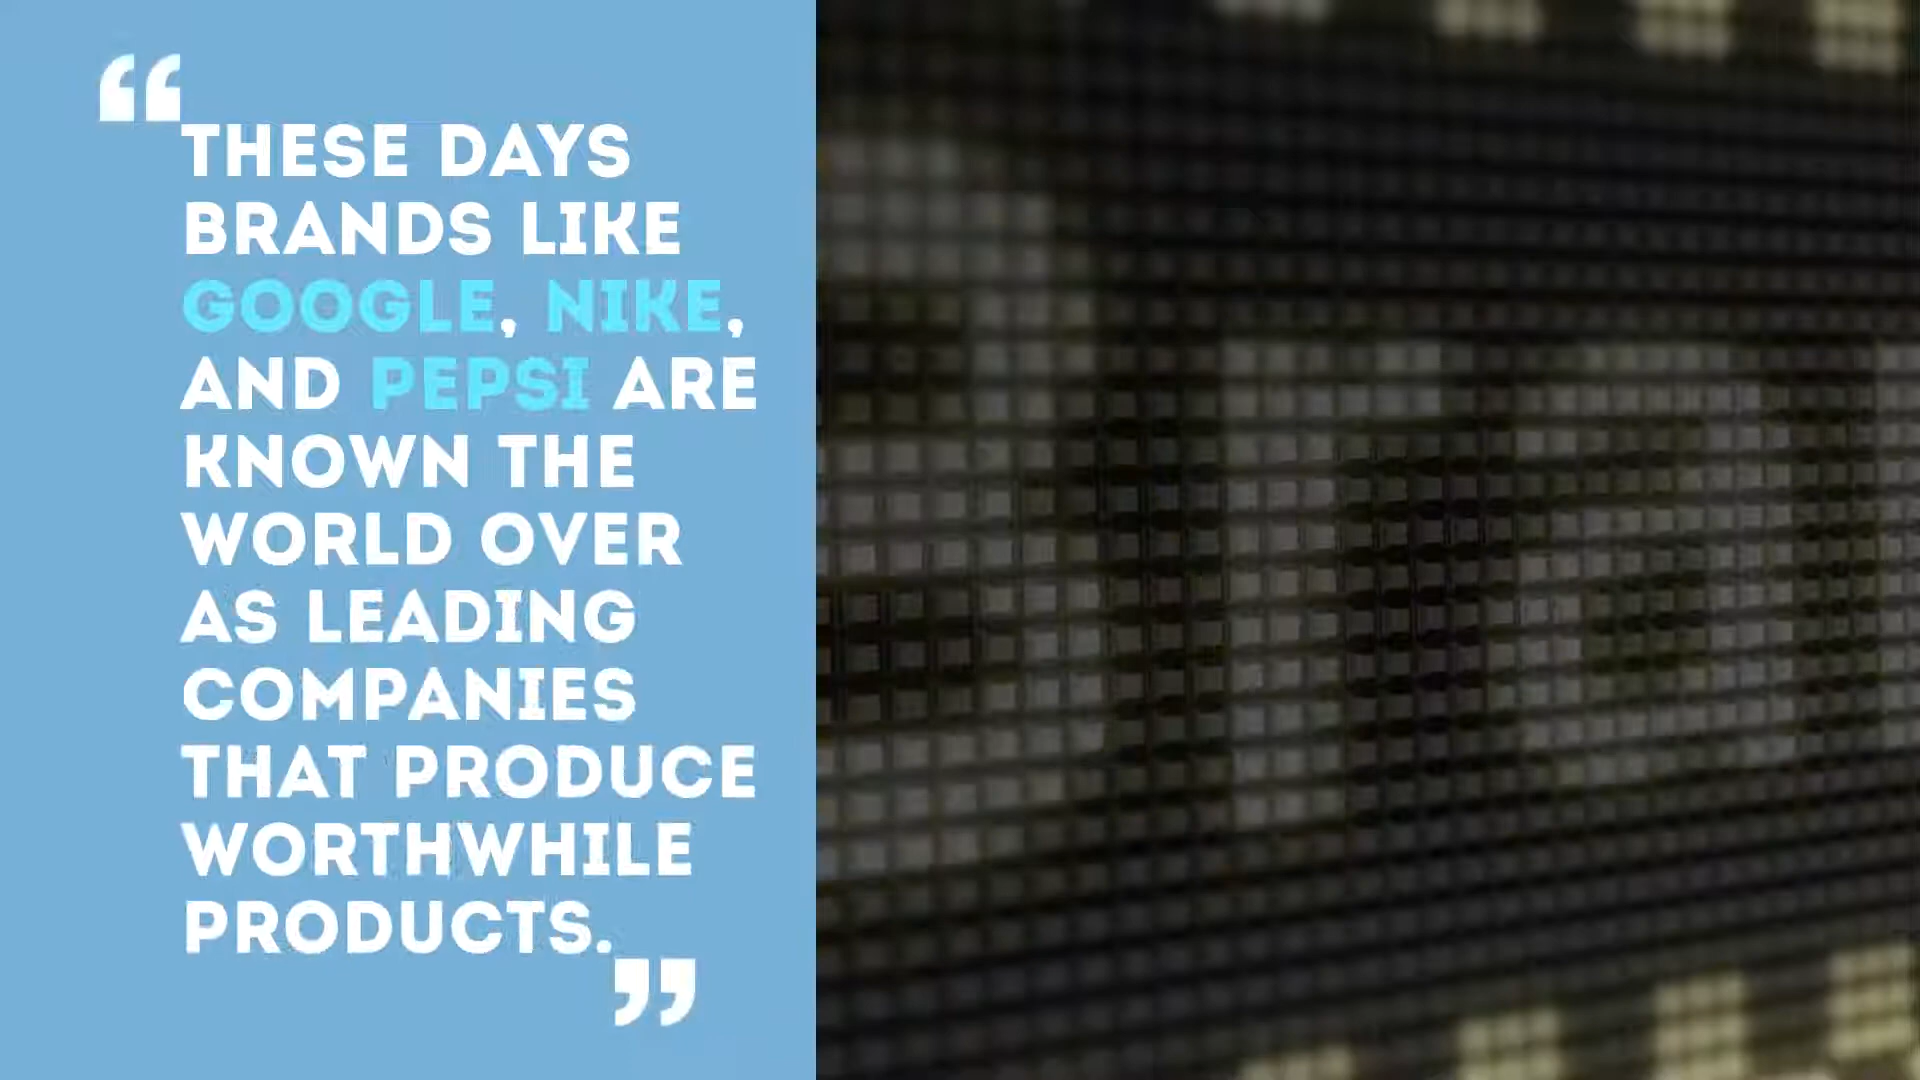 “THESE DAYS
BRANDS LIKE
GOOGLE, NIKE,
AND PEPSI ARE
KNOWN THE
WORLD OVER
AS LEADING
COMPANIES
THAT PRODUCE
WORTHWHILE
PRODUCTS.”